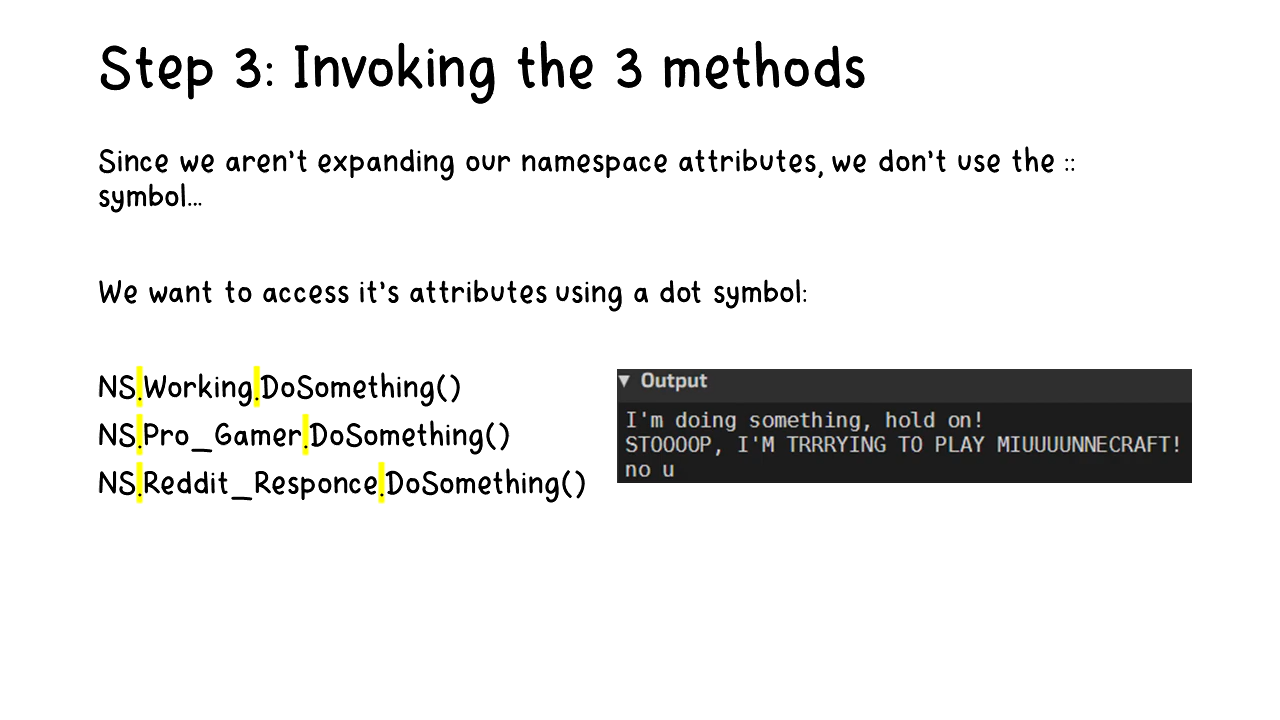 Step 3: Invoking the 3 methods
Since we aren't expanding our namespace attributes, we don't use the ::
symbol...
We want to access it's attributes using a dot symbol:
NS.Working.DoSomething()
NS.Pro_Gamer.DoSomething()
NS.Reddit_Responce.DoSomething()
▼ Output
I'm doing something, hold on!
STOOOOP, I'M TRRRYING TO PLAY MIUUUUNNECRAFT!
no u